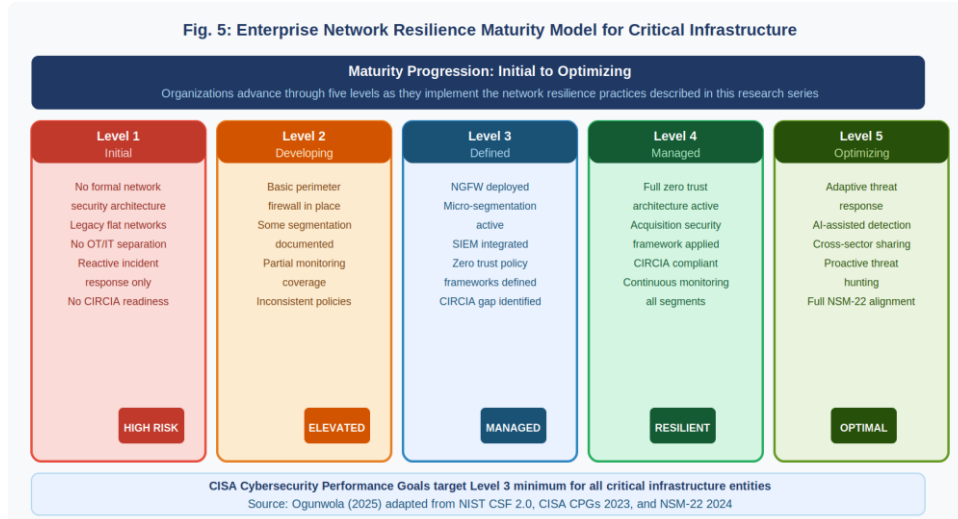 Fig. 5: Enterprise Network Resilience Maturity Model for Critical Infrastructure
Maturity Progression: Initial to Optimizing
Organizations advance through five levels as they implement the network resilience practices described in this research series
Level 1
Initial
No formal network
security architecture
Legacy flat networks
No OT/IT separation
Reactive incident
response only
No CIRCIA readiness
HIGH RISK
Level 2
Developing
Basic perimeter
firewall in place
Some segmentation
documented
Partial monitoring
coverage
Inconsistent policies
ELEVATED
Level 3
Defined
NGFW deployed
Micro-segmentation
active
SIEM integrated
Zero trust policy
frameworks defined
CIRCIA gap identified
MANAGED
Level 4
Managed
Full zero trust
architecture active
Acquisition security
framework applied
CIRCIA compliant
Continuous monitoring
all segments
RESILIENT
Level 5
Optimizing
Adaptive threat
response
AI-assisted detection
Cross-sector sharing
Proactive threat
hunting
Full NSM-22 alignment
OPTIMAL
CISA Cybersecurity Performance Goals target Level 3 minimum for all critical infrastructure entities
Source: Ogunwola (2025) adapted from NIST CSF 2.0, CISA CPGs 2023, and NSM-22 2024